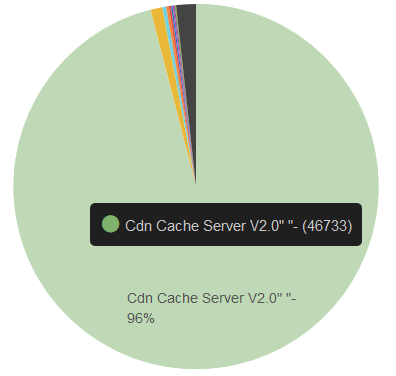 Cdn Cache Server V2.0" "- (46733)
Cdn Cache Server V2.0" "-
96%